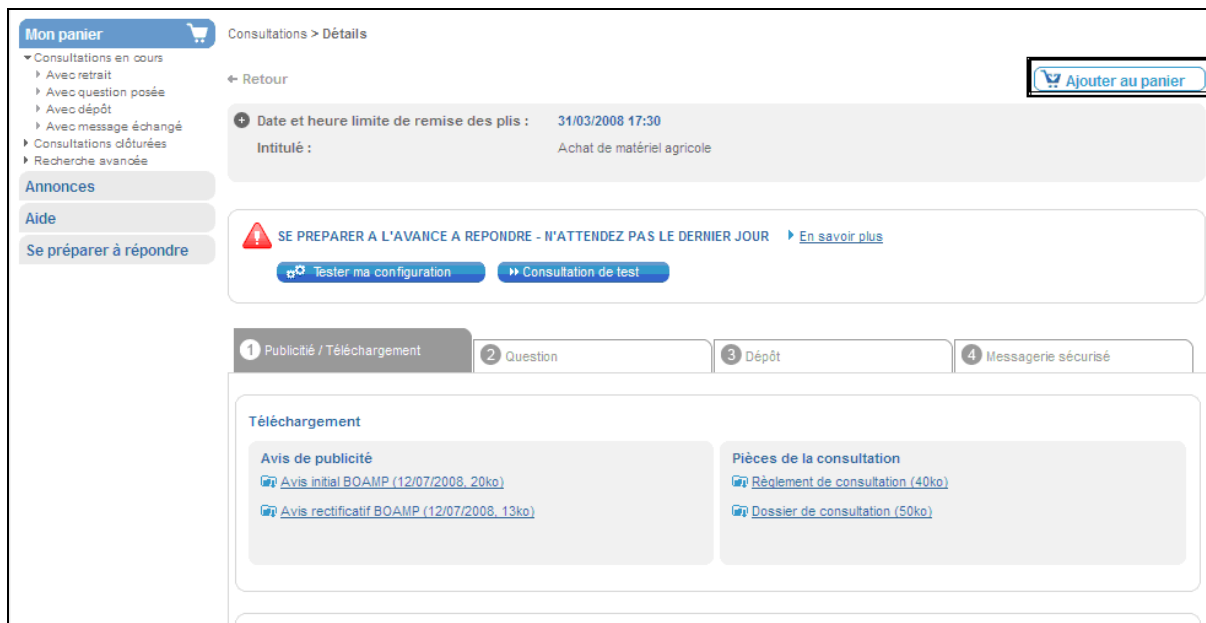 Mon panier
Consultations en cours
Avec retrait
Avec question posée
Avec dépôt
Avec message échangé
Consultations clôturées
Recherche avancée
Annonces
Aide
Se préparer à répondre
Consultations > Détails
Retour
Ajouter au panier
Date et heure limite de remise des plis : 31/03/2008 17:30
Intitulé : Achat de matériel agricole
SE PREPARER A L'AVANCE A REPONDRE - N'ATTENDEZ PAS LE DERNIER JOUR En savoir plus
Tester ma configuration Consultation de test
1 Publicitié / Téléchargement 2 Question 3 Dépôt 4 Messagerie sécurisé
Téléchargement
Avis de publicité
Avis initial BOAMP (12/07/2008, 20ko)
Avis rectificatif BOAMP (12/07/2008, 13ko)
Pièces de la consultation
Règlement de consultation (40ko)
Dossier de consultation (50ko)